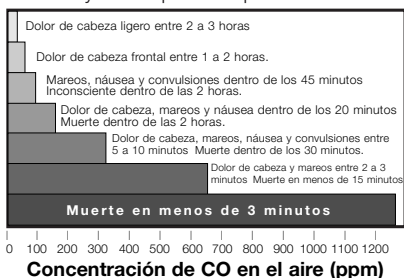 Dolor de cabeza ligero entre 2 a 3 horas
Dolor de cabeza frontal entre 1 a 2 horas.
Mareos, náusea y convulsiones dentro de los 45 minutos
Inconsciente dentro de las 2 horas.
Dolor de cabeza, mareos y náusea dentro de los 20 minutos
Muerte dentro de las 2 horas.
Dolor de cabeza, mareos, náusea y convulsiones entre
5 a 10 minutos Muerte dentro de los 30 minutos.
Dolor de cabeza y mareos entre 2 a 3
minutos Muerte en menos de 15 minutos
Muerte en menos de 3 minutos
0 100 200 300 400 500 600 700 800 900 1000 1100 1200
Concentración de CO en el aire (ppm)